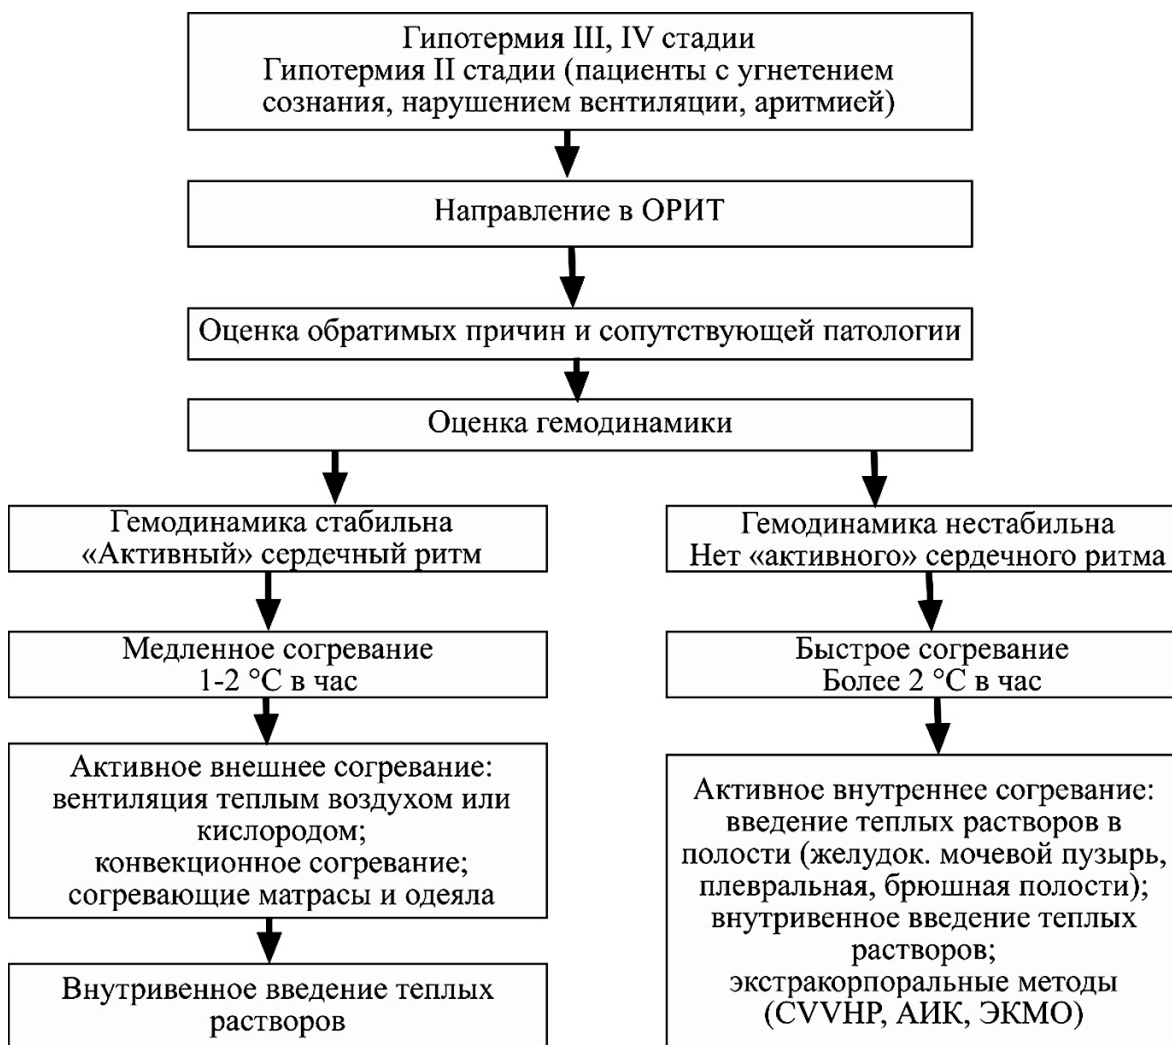 Гипотермия III, IV стадии
Гипотермия II стадии (пациенты с угнетением
сознания, нарушением вентиляции, аритмией)
Направление в ОРИТ
Оценка обратимых причин и сопутствующей патологии
Оценка гемодинамики
Гемодинамика стабильна
«Активный» сердечный ритм
Медленное согревание
1-2 °С в час
Активное внешнее согревание:
вентиляция теплым воздухом или
кислородом;
конвекционное согревание;
согревающие матрасы и одеяла
Внутривенное введение теплых
растворов
Гемодинамика нестабильна
Нет «активного» сердечного ритма
Быстрое согревание
Более 2 °С в час
Активное внутреннее согревание:
введение теплых растворов в
полости (желудок. мочевой пузырь,
плевральная, брюшная полости);
внутривенное введение теплых
растворов;
экстракорпоральные методы
(CVVHP, АИК, ЭКМО)